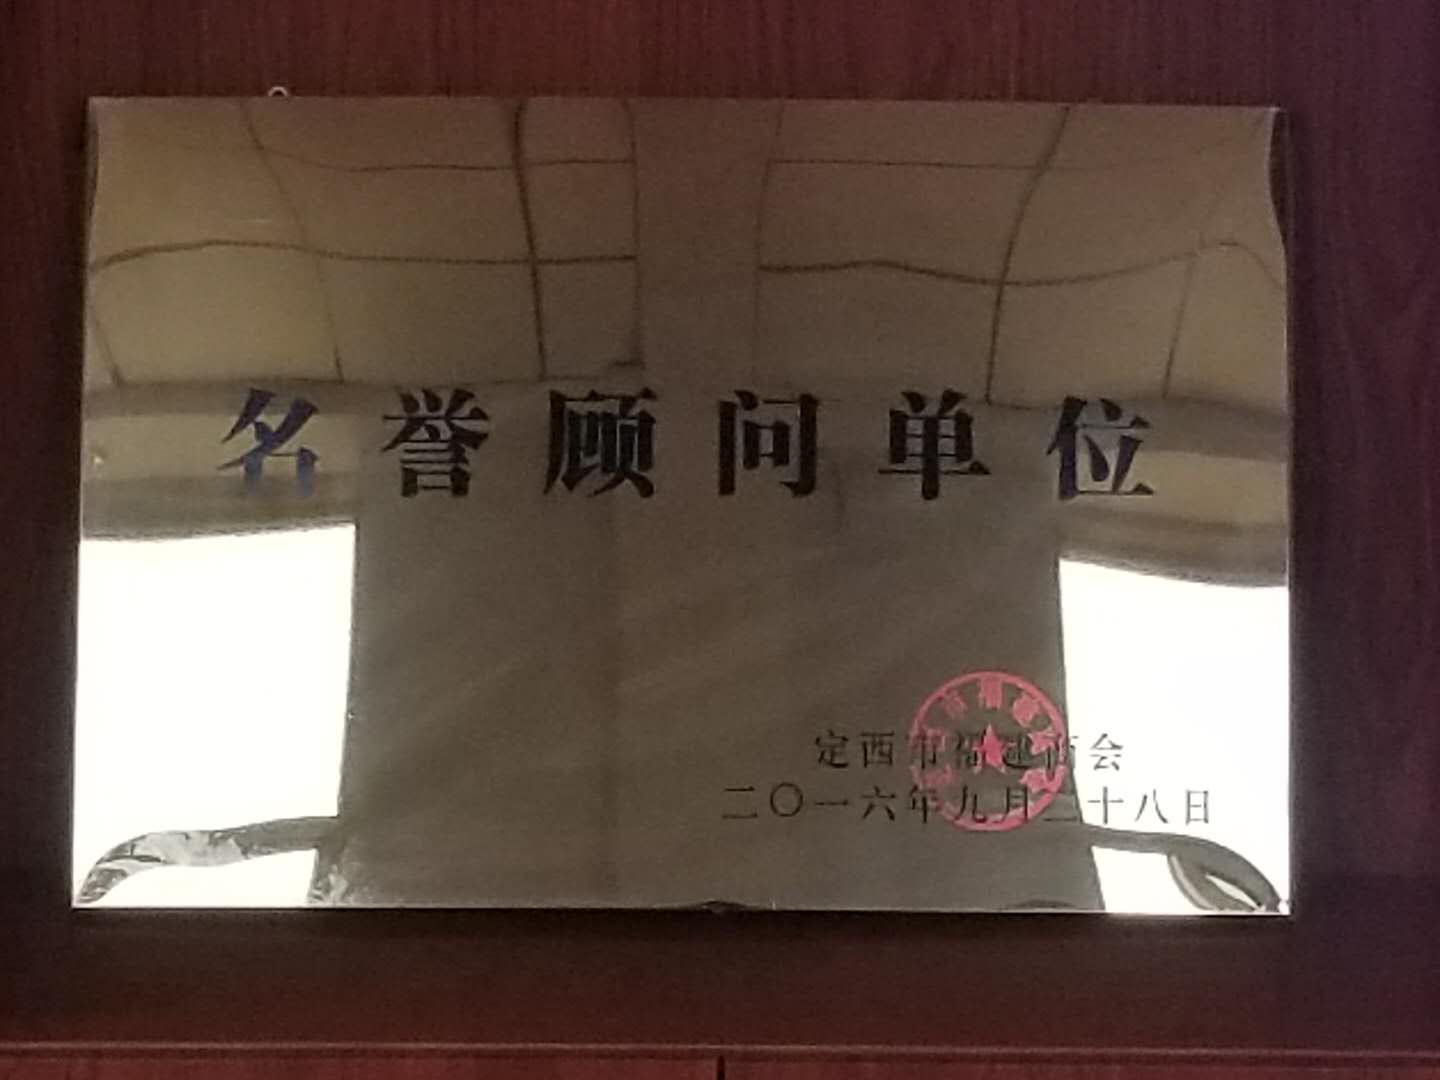 名誉顾问单位
定西市福建商会
二〇一六年九月二十八日